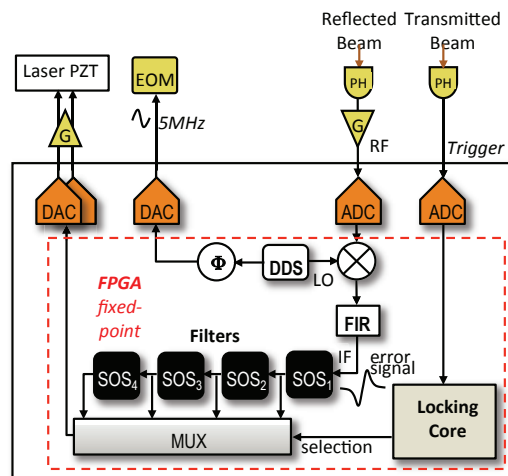 Reflected Beam
Transmitted Beam
Laser PZT
EOM
PH
PH
G
5MHz
G
RF
Trigger
DAC
DAC
ADC
ADC
FPGA
fixed-
point
Φ
DDS
LO
FIR
Filters
IF
error
signal
SOS₄
SOS₃
SOS₂
SOS₁
Locking
Core
MUX
selection